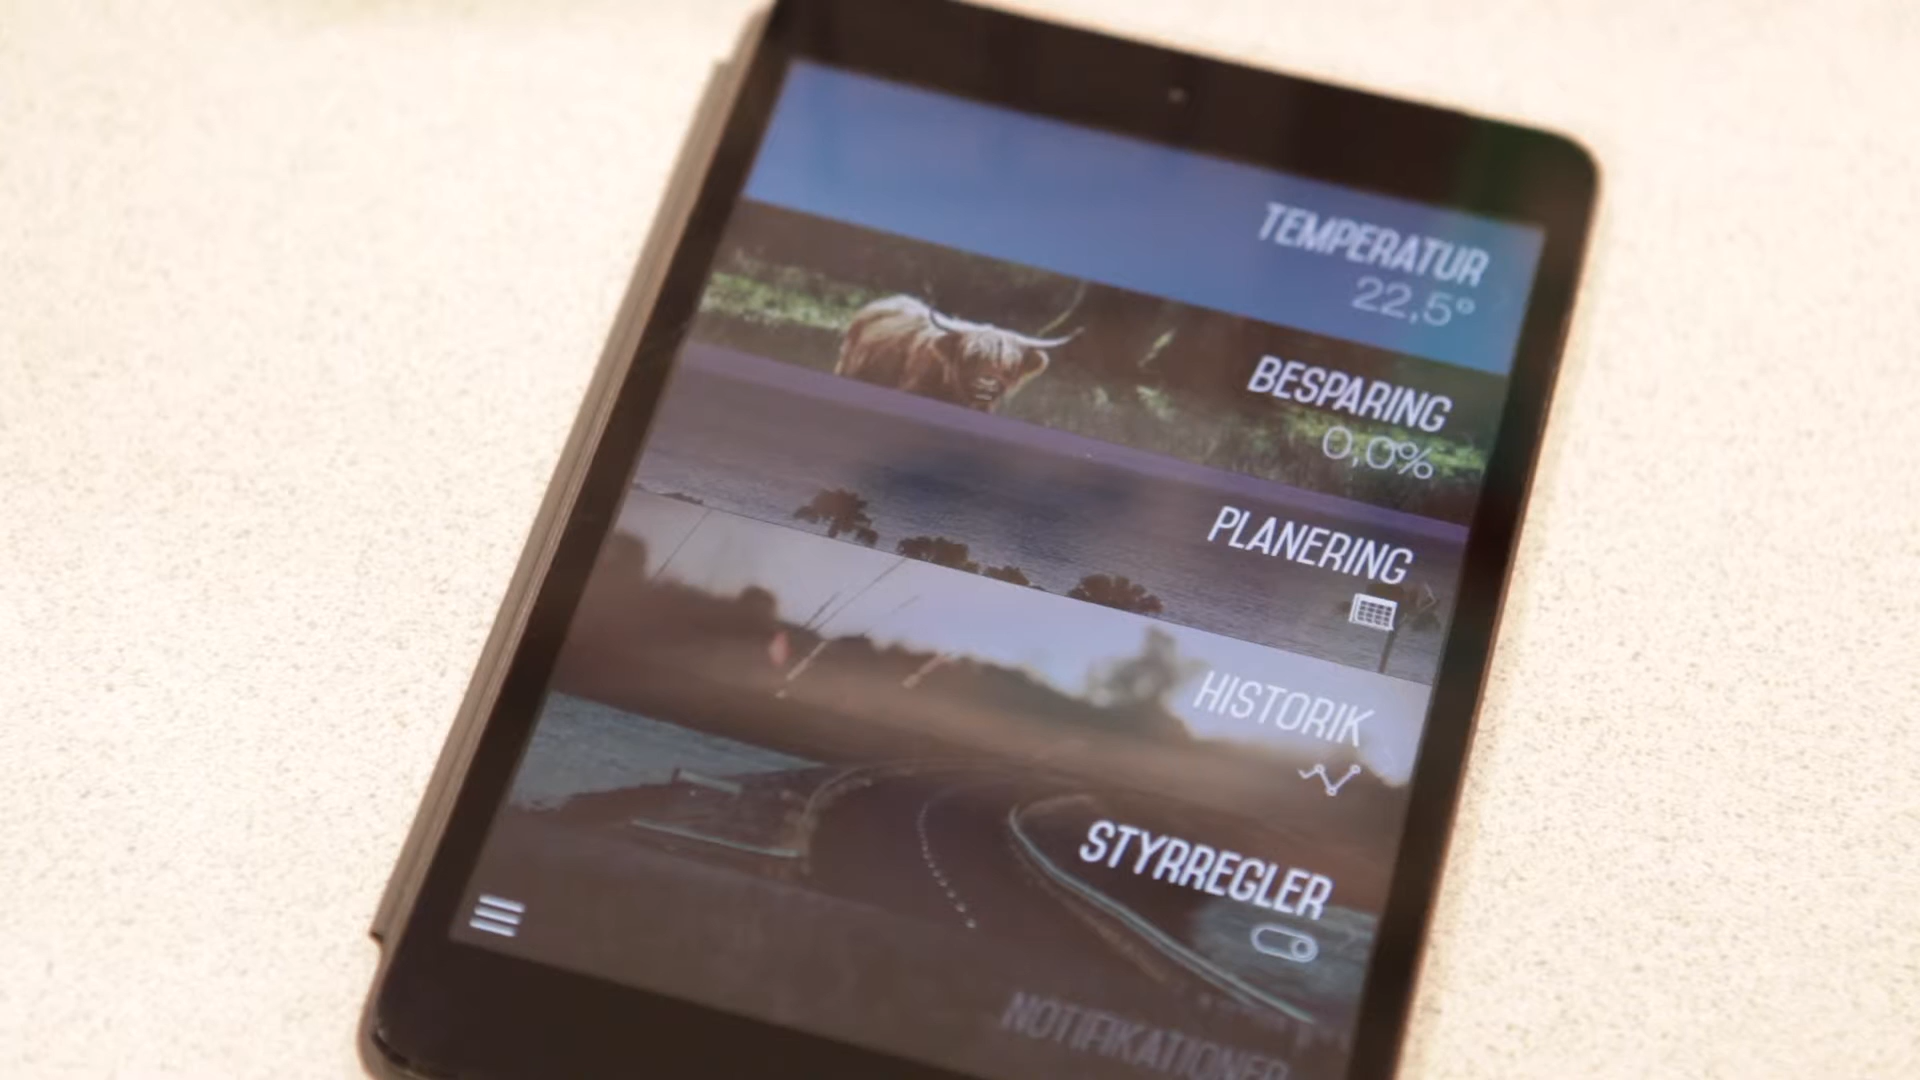 TEMPERATUR
22,5°
BESPARING
0,0%
PLANERING
HISTORIK
STYRREGLER
NOTIFIKATIONER